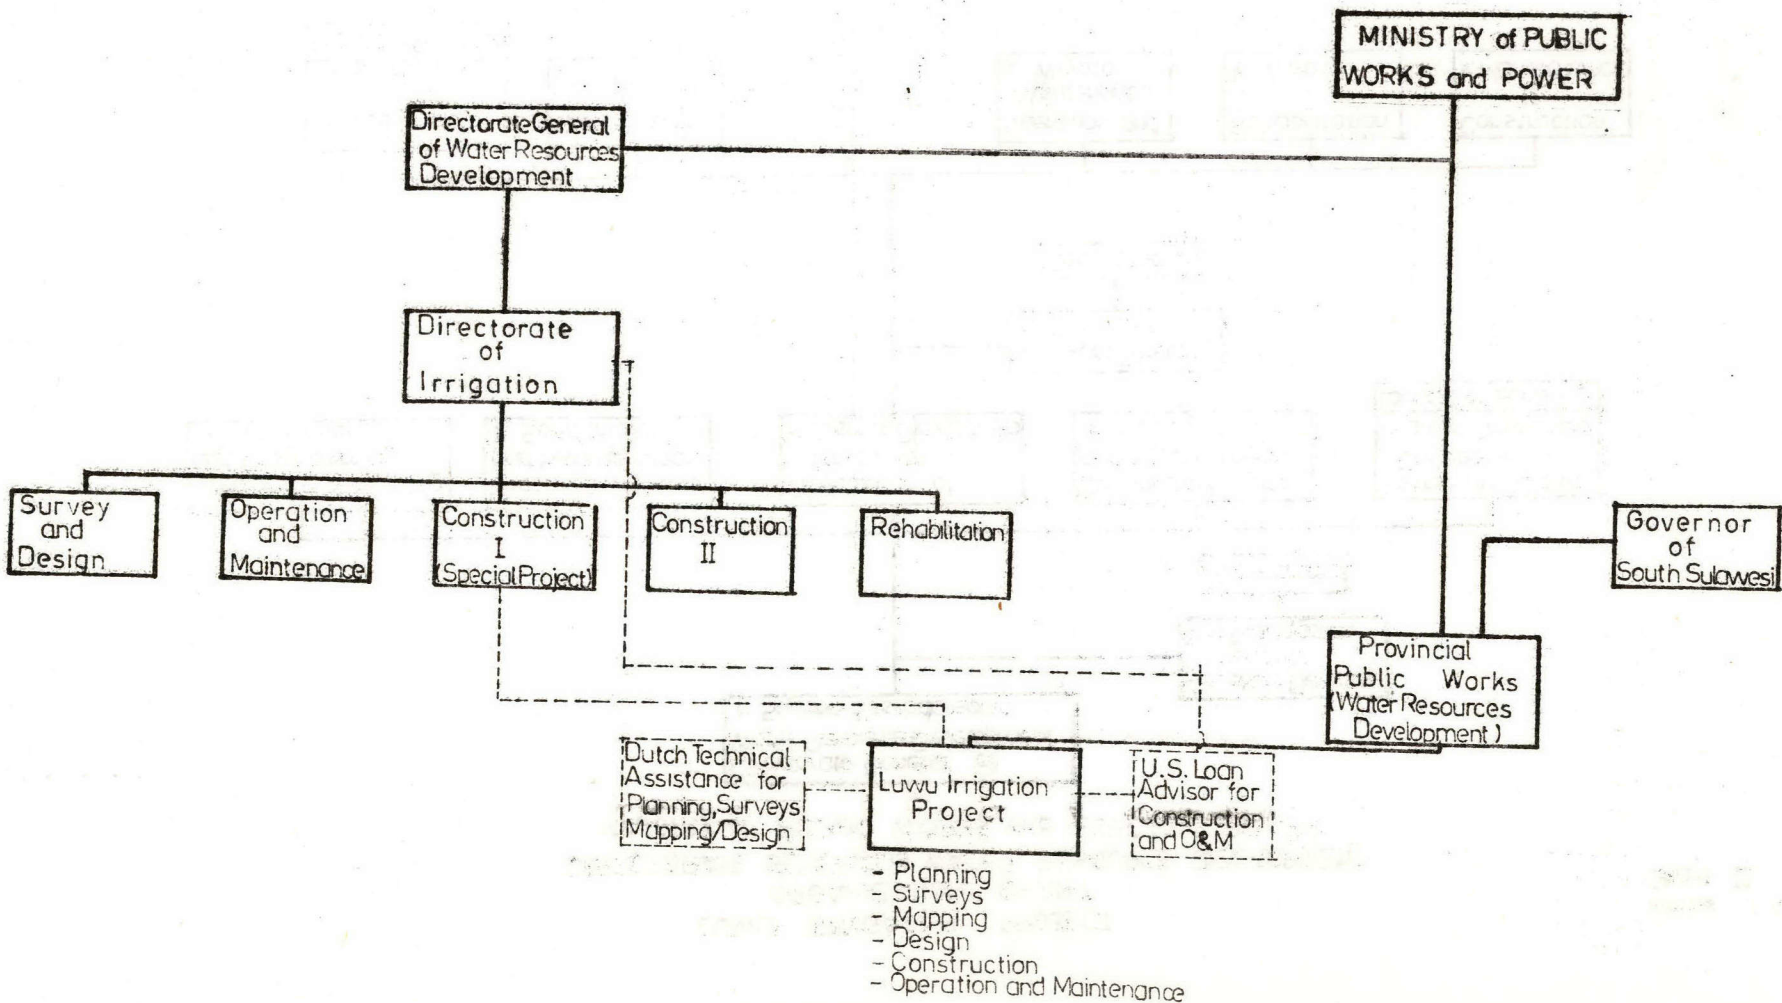 MINISTRY of PUBLIC
WORKS and POWER
Directorate General
of Water Resources
Development
Directorate
of
Irrigation
Survey
and
Design
Operation
and
Maintenance
Construction
I
(Special Project)
Construction
II
Rehabilitation
Governor
of
South Sulawesi
Provincial
Public Works
(Water Resources
Development)
Dutch Technical
Assistance for
Planning, Surveys
Mapping/Design
Luwu Irrigation
Project
U.S. Loan
Advisor for
Construction
and O&M
- Planning
- Surveys
- Mapping
- Design
- Construction
- Operation and Maintenance